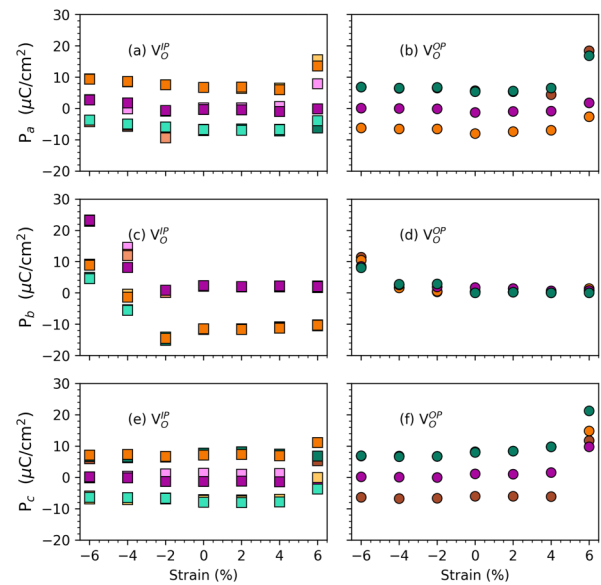 30
20
10
0
−10
−20
P_a (μC/cm²)
(a) V_O^IP
(b) V_O^OP
30
20
10
0
−10
−20
P_b (μC/cm²)
(c) V_O^IP
(d) V_O^OP
30
20
10
0
−10
−20
P_c (μC/cm²)
(e) V_O^IP
(f) V_O^OP
−6 −4 −2 0 2 4 6
−6 −4 −2 0 2 4 6
Strain (%)
Strain (%)